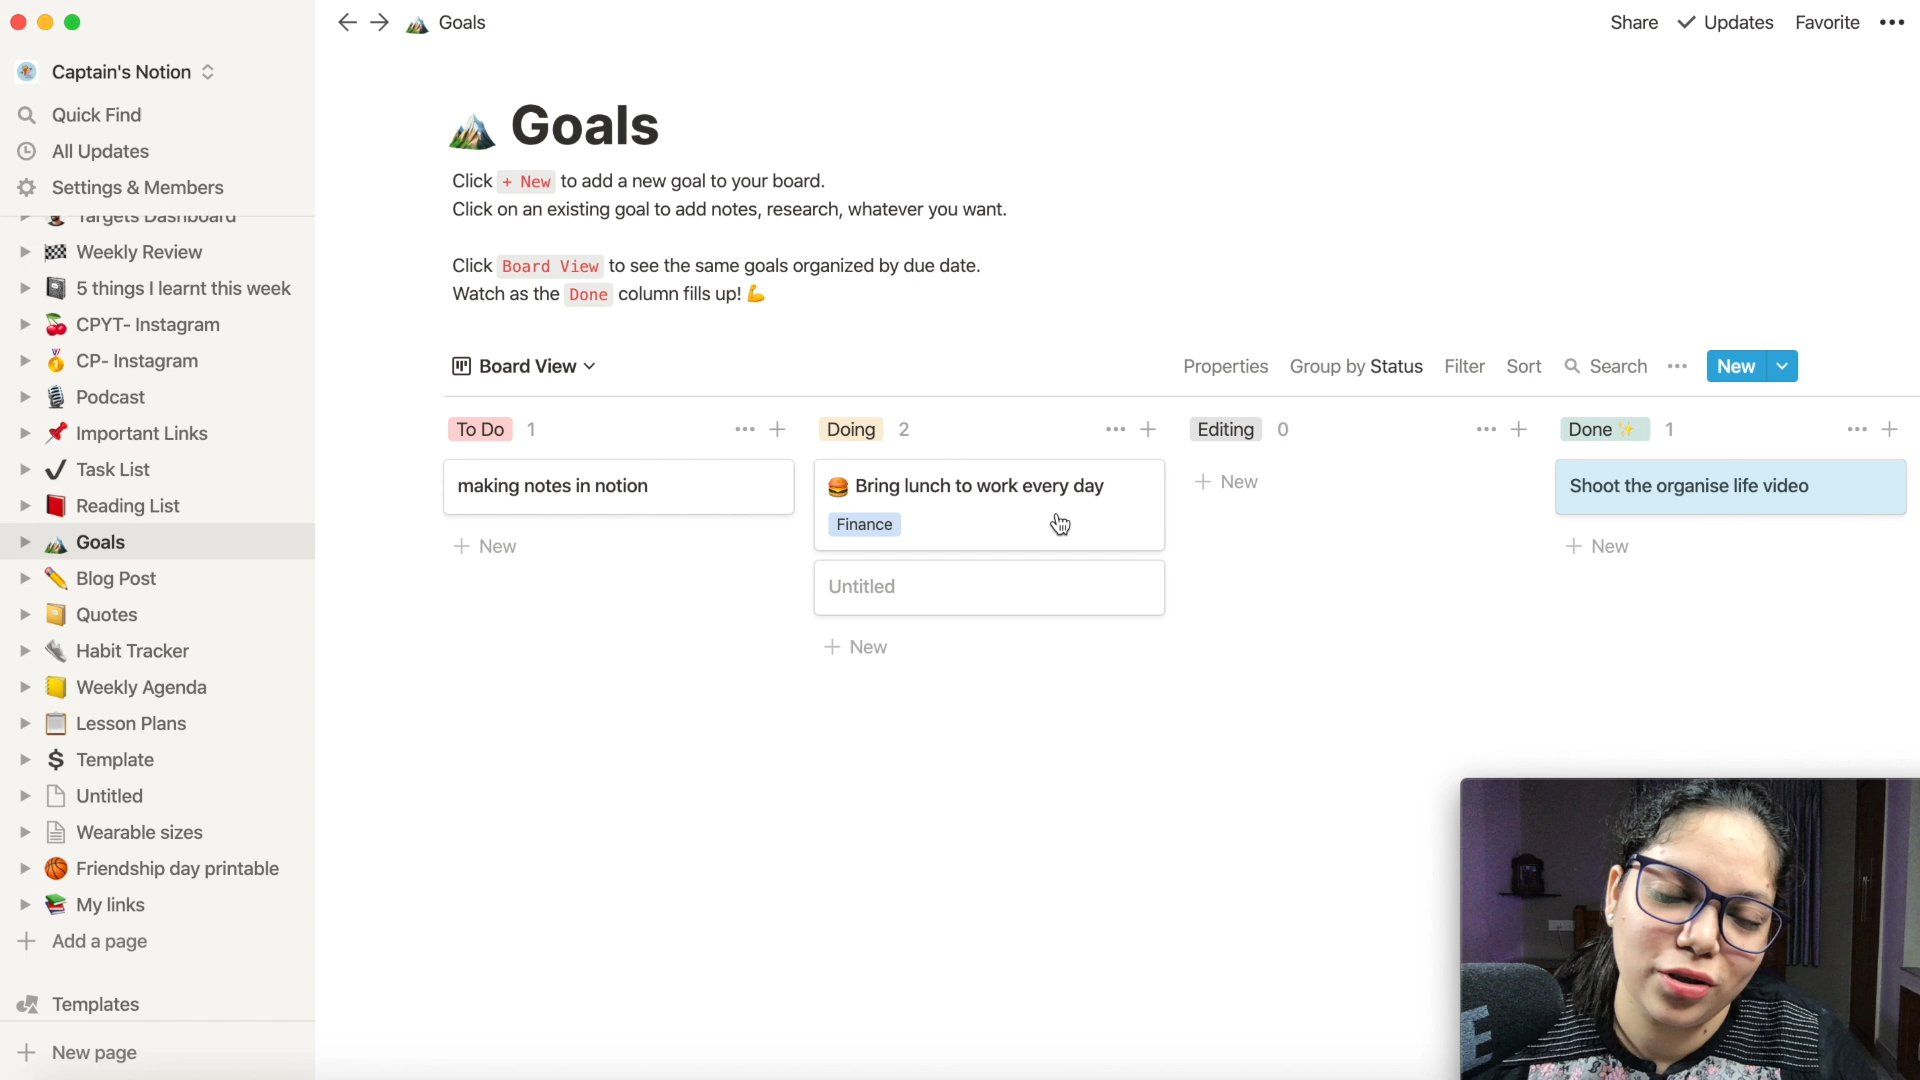 Goals
Share Updates Favorite
Captain's Notion
Quick Find
All Updates
Settings & Members
Targets Dashboard
Weekly Review
5 things I learnt this week
CPYT- Instagram
CP- Instagram
Podcast
Important Links
Task List
Reading List
Goals
Blog Post
Quotes
Habit Tracker
Weekly Agenda
Lesson Plans
Template
Untitled
Wearable sizes
Friendship day printable
My links
Add a page
Templates
New page
Goals
Click + New to add a new goal to your board.
Click on an existing goal to add notes, research, whatever you want.
Click Board View to see the same goals organized by due date.
Watch as the Done column fills up! 💪
Board View
Properties Group by Status Filter Sort Search New
To Do 1
making notes in notion
+ New
Doing 2
🍔 Bring lunch to work every day
Finance
Untitled
+ New
Editing 0
+ New
Done ✨ 1
Shoot the organise life video
+ New